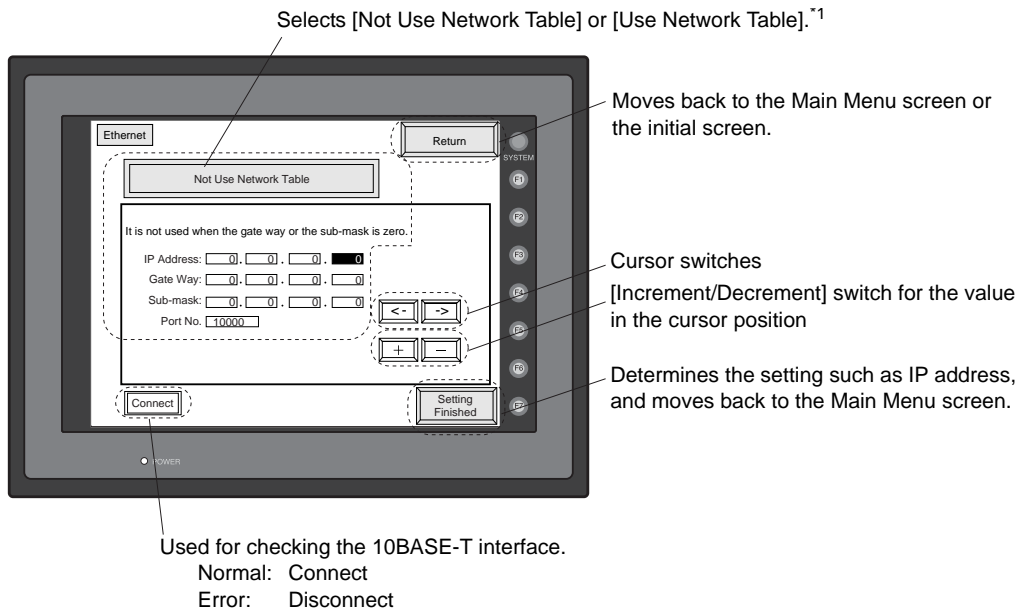 Selects [Not Use Network Table] or [Use Network Table].*1
Moves back to the Main Menu screen or
the initial screen.
Ethernet
Return
SYSTEM
Not Use Network Table
F1
F2
It is not used when the gate way or the sub-mask is zero.
F3
IP Address: 0. 0. 0. 0
Gate Way: 0. 0. 0. 0
Sub-mask: 0. 0. 0. 0
Port No. 10000
Cursor switches
F4
[Increment/Decrement] switch for the value
in the cursor position
<- ->
F5
+ −
F6
Determines the setting such as IP address,
and moves back to the Main Menu screen.
Connect
Setting
Finished
F7
POWER
Used for checking the 10BASE-T interface.
Normal: Connect
Error: Disconnect